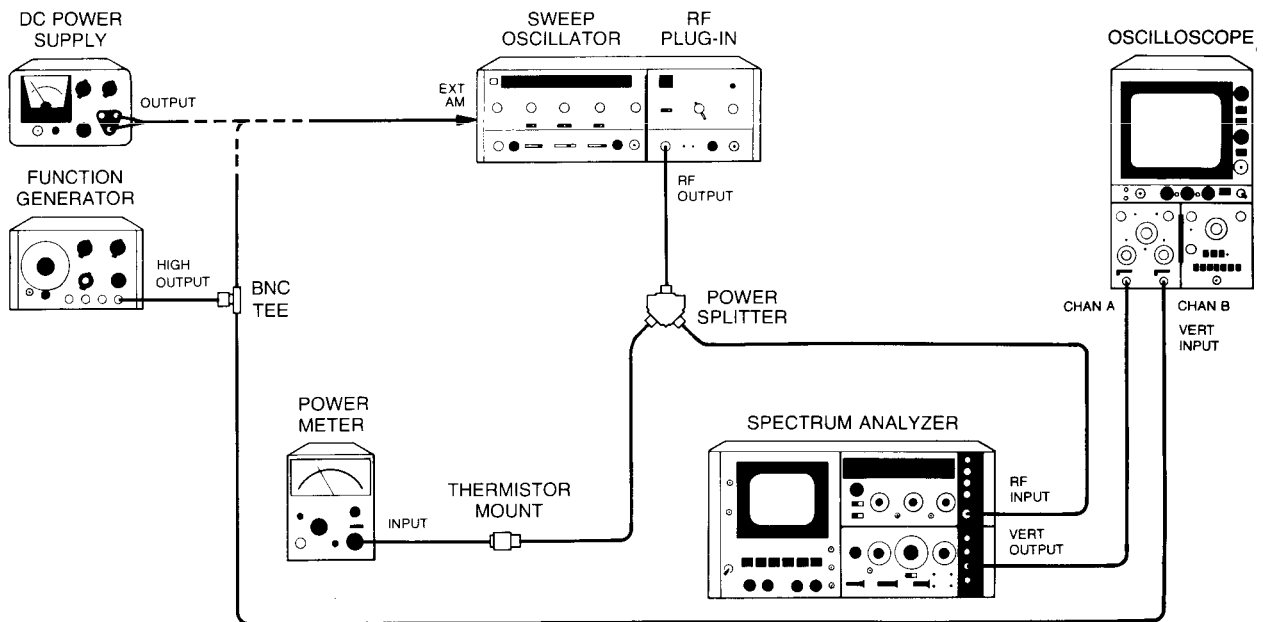 DC POWER
SUPPLY
OUTPUT
SWEEP
OSCILLATOR
RF
PLUG-IN
EXT
AM
RF
OUTPUT
OSCILLOSCOPE
FUNCTION
GENERATOR
HIGH
OUTPUT
BNC
TEE
POWER
SPLITTER
CHAN A
CHAN B
VERT
INPUT
POWER
METER
INPUT
THERMISTOR
MOUNT
SPECTRUM ANALYZER
RF
INPUT
VERT
OUTPUT